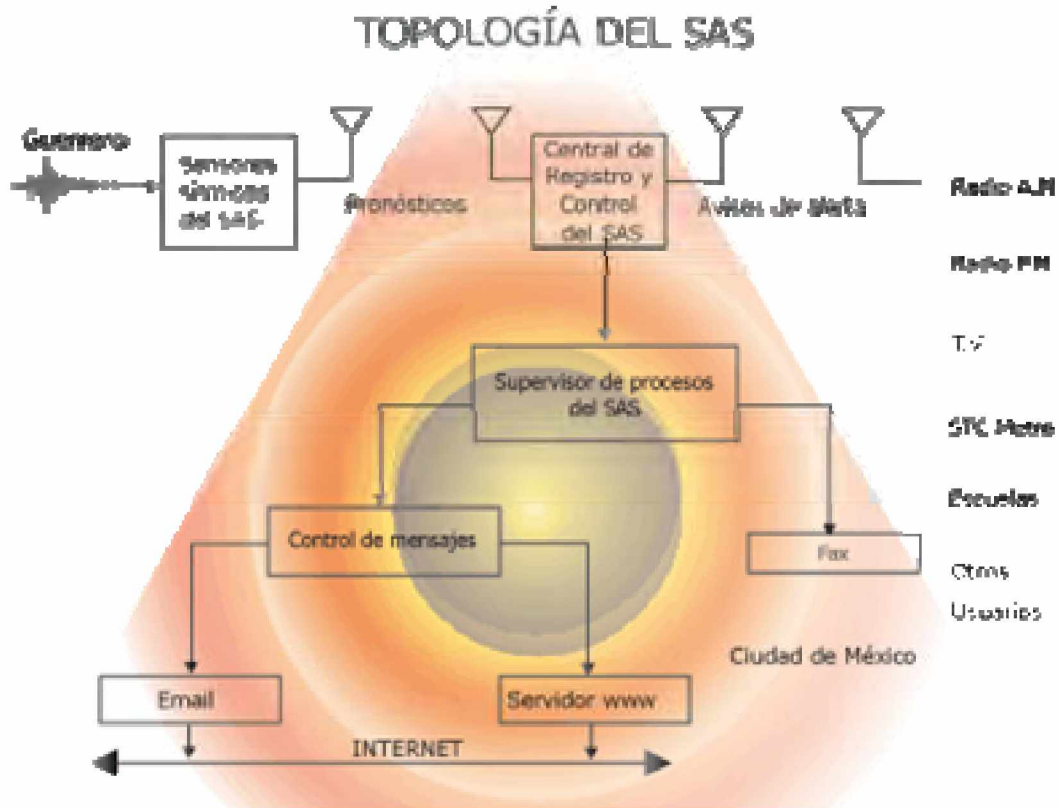 TOPOLOGÍA DEL SAS
Guerrero
Sensores
sísmicos
del SAS
Pronósticos
Central de
Registro y
Control
del SAS
Avisos de alerta
Radio A.M
Radio FM
T.V
STC Metro
Escuelas
Otros
Usuarios
Supervisor de procesos
del SAS
Control de mensajes
Fax
Ciudad de México
Email
Servidor www
INTERNET